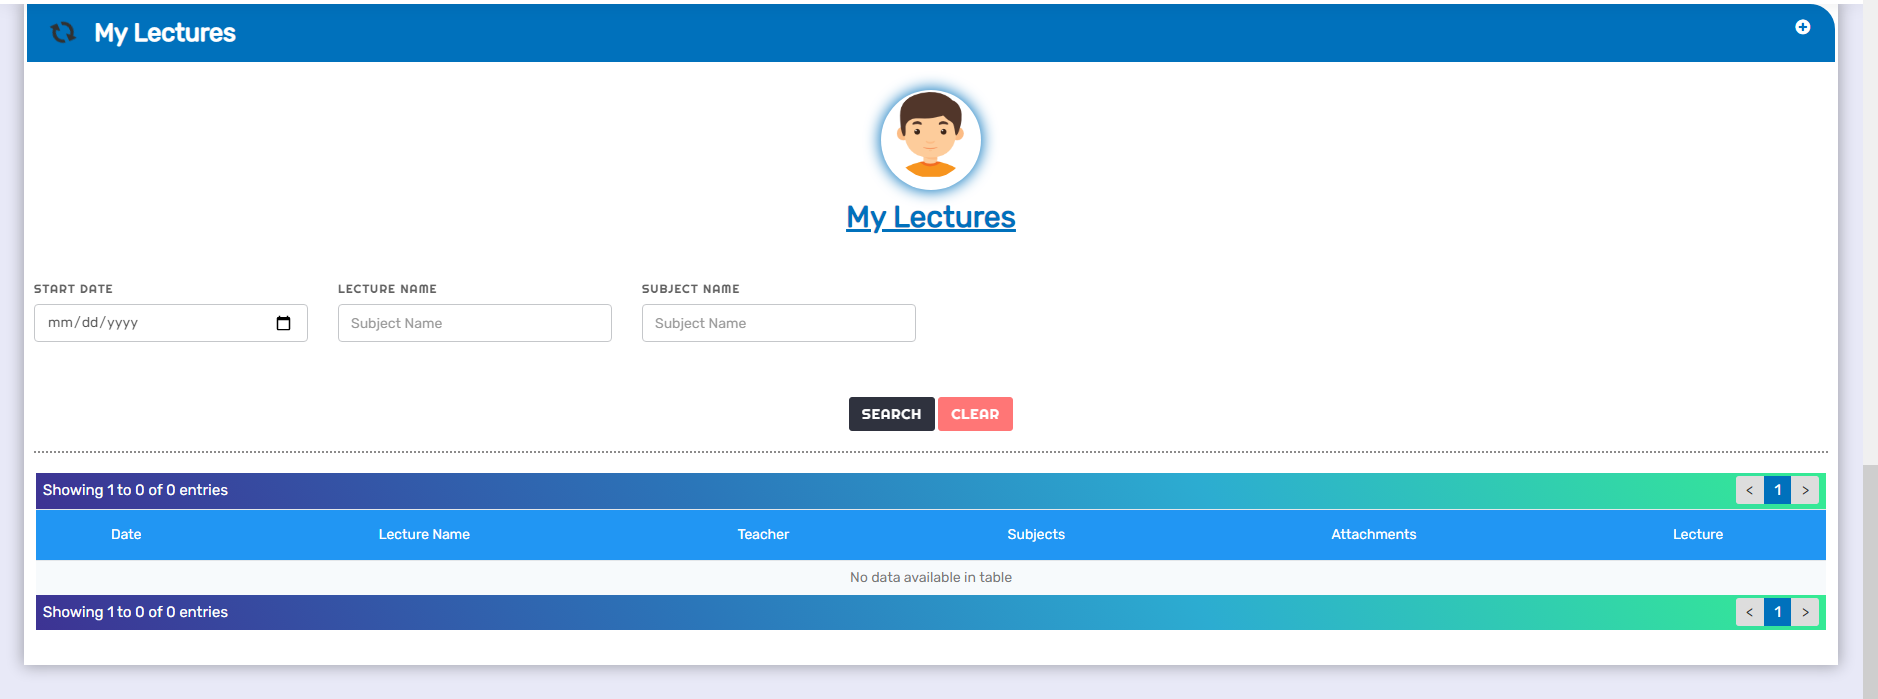 My Lectures
My Lectures
START DATE
LECTURE NAME
SUBJECT NAME
mm/dd/yyyy
Subject Name
Subject Name
SEARCH
CLEAR
Showing 1 to 0 of 0 entries
< 1 >
Date
Lecture Name
Teacher
Subjects
Attachments
Lecture
No data available in table
Showing 1 to 0 of 0 entries
< 1 >